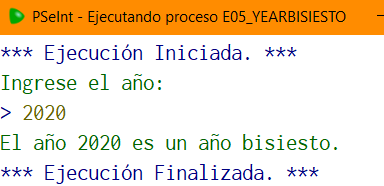 PSeInt - Ejecutando proceso E05_YEARBISIESTO
*** Ejecución Iniciada. ***
Ingrese el año:
> 2020
El año 2020 es un año bisiesto.
*** Ejecución Finalizada. ***